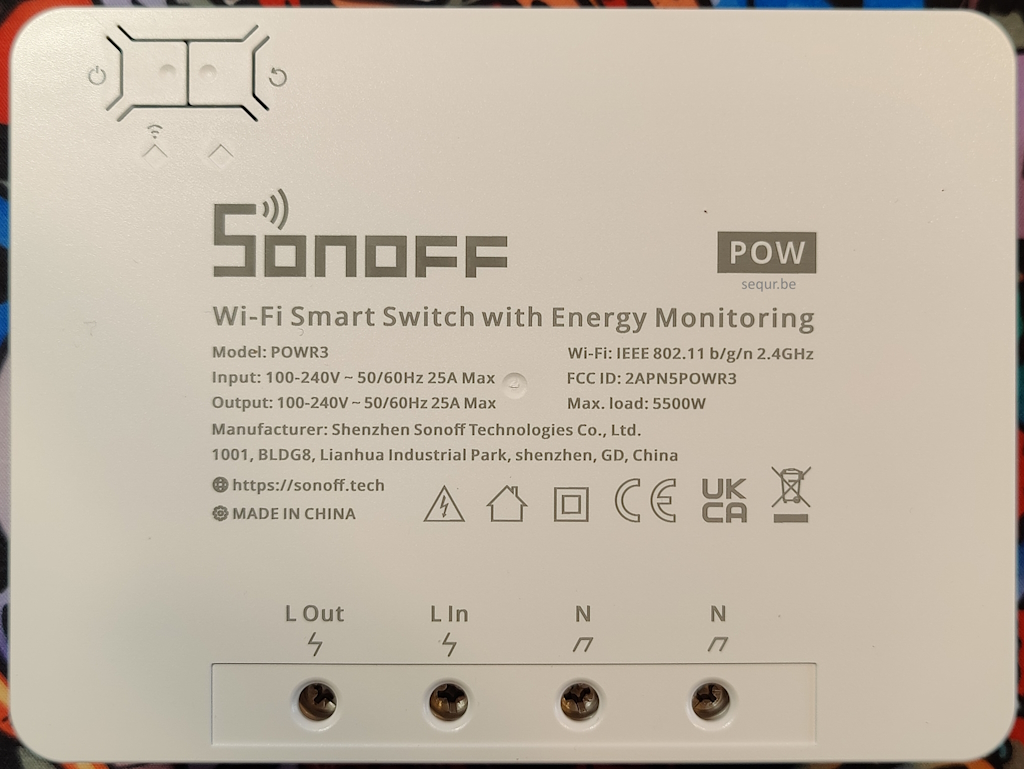 SONOFF
POW
sequr.be
Wi-Fi Smart Switch with Energy Monitoring
Model: POWR3
Wi-Fi: IEEE 802.11 b/g/n 2.4GHz
Input: 100-240V ~ 50/60Hz 25A Max
FCC ID: 2APN5POWR3
Output: 100-240V ~ 50/60Hz 25A Max
Max. load: 5500W
Manufacturer: Shenzhen Sonoff Technologies Co., Ltd.
1001, BLDG8, Lianhua Industrial Park, shenzhen, GD, China
https://sonoff.tech
MADE IN CHINA
CE
UK
CA
L Out
L In
N
N